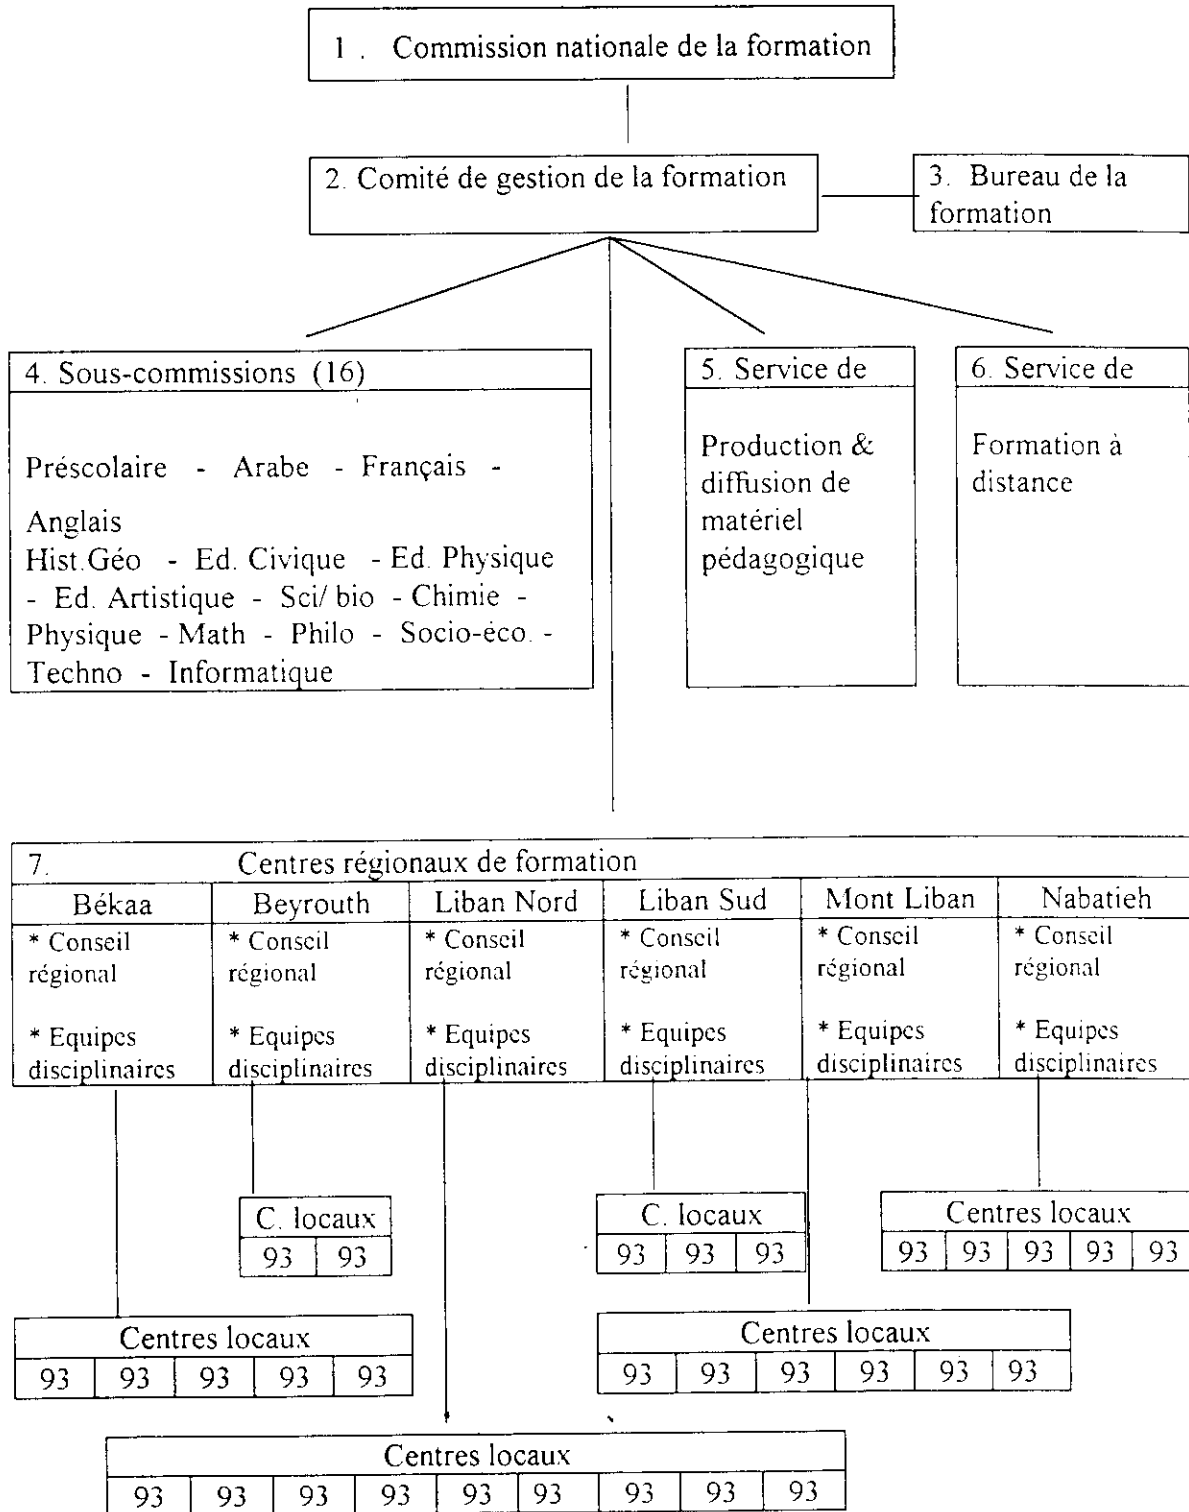 1 . Commission nationale de la formation
2. Comité de gestion de la formation
3. Bureau de la
formation
4. Sous-commissions (16)
Préscolaire - Arabe - Français -
Anglais
Hist.Géo - Ed. Civique - Ed. Physique
- Ed. Artistique - Sci/ bio - Chimie -
Physique - Math - Philo - Socio-éco. -
Techno - Informatique
5. Service de
Production &
diffusion de
matériel
pédagogique
6. Service de
Formation à
distance
7. Centres régionaux de formation
Békaa Beyrouth Liban Nord Liban Sud Mont Liban Nabatieh
* Conseil * Conseil * Conseil * Conseil * Conseil * Conseil
régional régional régional régional régional régional
* Equipes * Equipes * Equipes * Equipes * Equipes * Equipes
disciplinaires disciplinaires disciplinaires disciplinaires disciplinaires disciplinaires
C. locaux
93 93
C. locaux
93 93 93
Centres locaux
93 93 93 93 93
Centres locaux
93 93 93 93 93
Centres locaux
93 93 93 93 93 93
Centres locaux
93 93 93 93 93 93 93 93 93